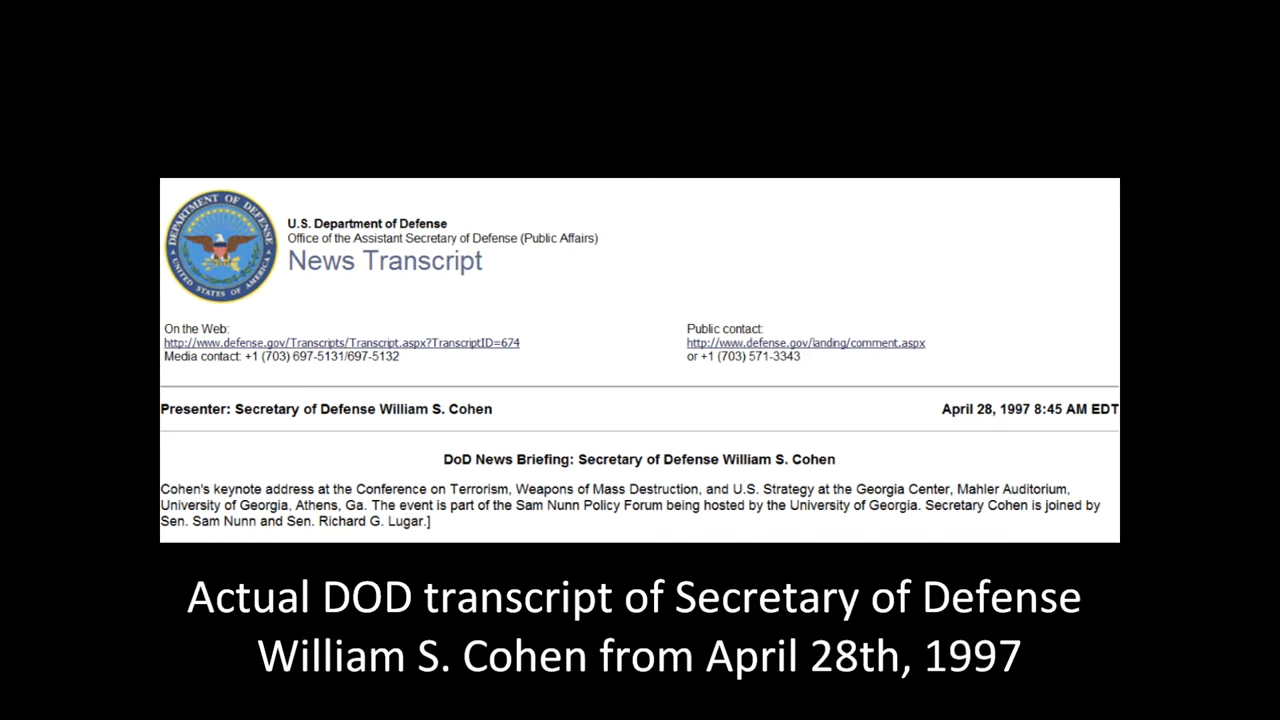 DEPARTMENT OF DEFENSE
UNITED STATES OF AMERICA
U.S. Department of Defense
Office of the Assistant Secretary of Defense (Public Affairs)
News Transcript
On the Web:
http://www.defense.gov/Transcripts/Transcript.aspx?TranscriptID=674
Media contact: +1 (703) 697-5131/697-5132
Public contact:
http://www.defense.gov/landing/comment.aspx
or +1 (703) 571-3343
Presenter: Secretary of Defense William S. Cohen
April 28, 1997 8:45 AM EDT
DoD News Briefing: Secretary of Defense William S. Cohen
Cohen's keynote address at the Conference on Terrorism, Weapons of Mass Destruction, and U.S. Strategy at the Georgia Center, Mahler Auditorium,
University of Georgia, Athens, Ga. The event is part of the Sam Nunn Policy Forum being hosted by the University of Georgia. Secretary Cohen is joined by
Sen. Sam Nunn and Sen. Richard G. Lugar.]
Actual DOD transcript of Secretary of Defense
William S. Cohen from April 28th, 1997